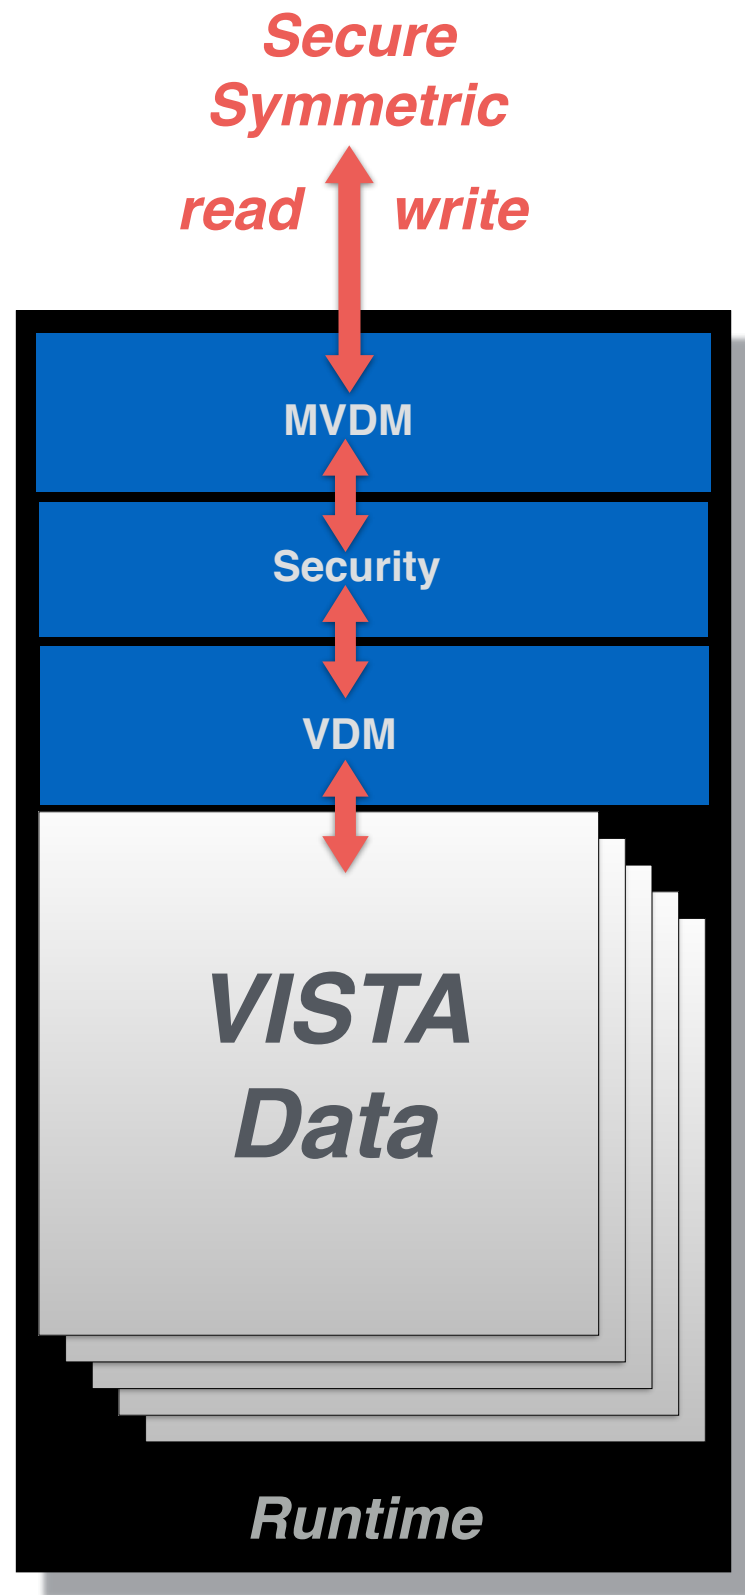 Secure
Symmetric
read write
MVDM
Security
VDM
VISTA
Data
Runtime